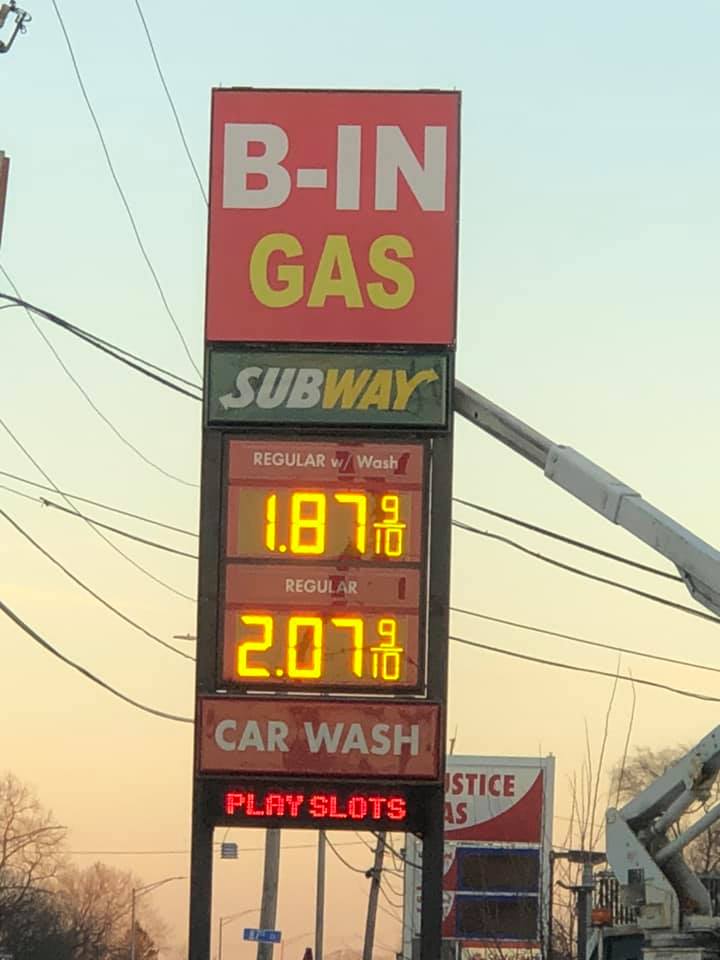 B-IN
GAS
SUBWAY
REGULAR w/ Wash
1.87 9/10
REGULAR
2.07 9/10
CAR WASH
PLAY SLOTS
STICE
AS